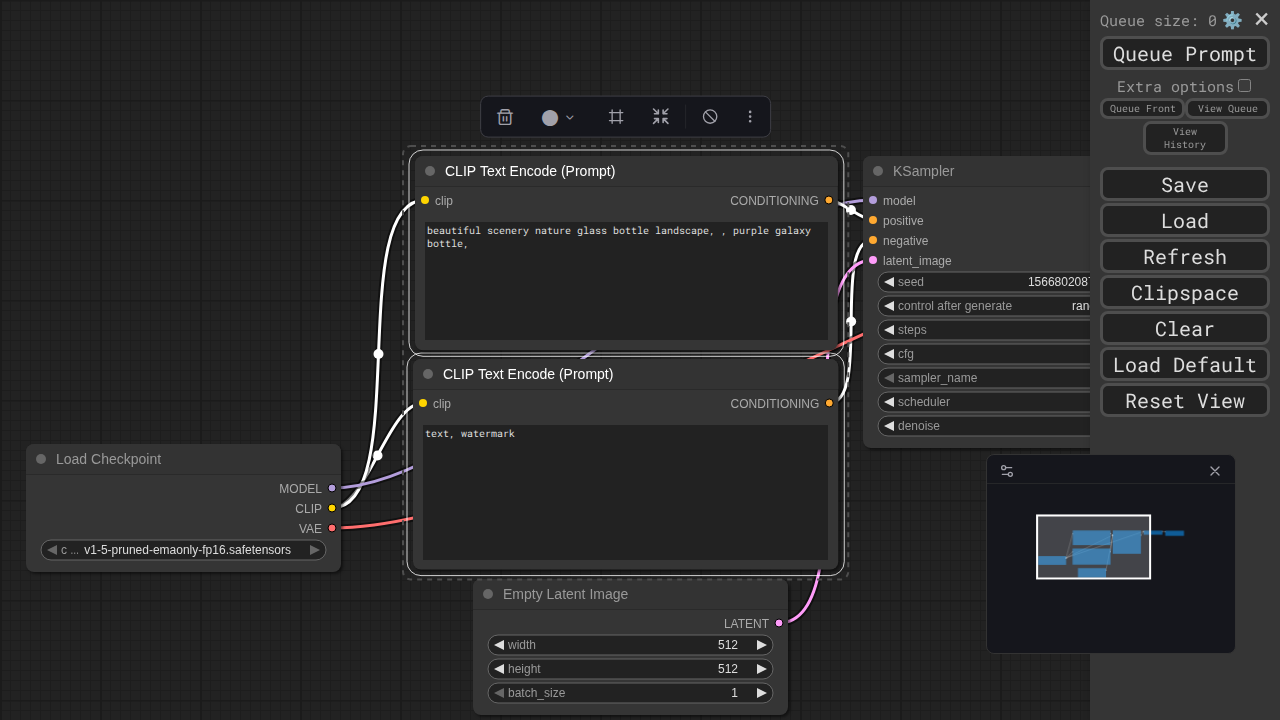 Queue size: 0
Queue Prompt
Extra options
Queue Front
View Queue
View
History
Save
Load
Refresh
Clipspace
Clear
Load Default
Reset View
CLIP Text Encode (Prompt)
clip
CONDITIONING
beautiful scenery nature glass bottle landscape, , purple galaxy
bottle,
CLIP Text Encode (Prompt)
clip
CONDITIONING
text, watermark
KSampler
model
positive
negative
latent_image
seed 1566802087
control after generate ran
steps
cfg
sampler_name
scheduler
denoise
Load Checkpoint
MODEL
CLIP
VAE
c ... v1-5-pruned-emaonly-fp16.safetensors
Empty Latent Image
LATENT
width 512
height 512
batch_size 1